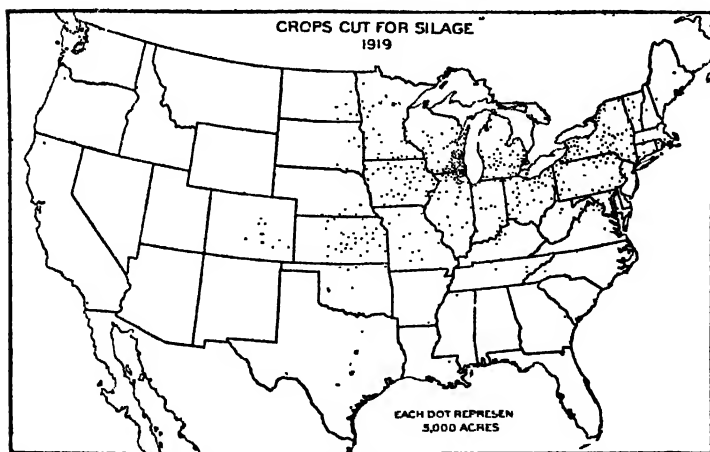 CROPS CUT FOR SILAGE
1919
EACH DOT REPRESEN
5,000 ACRES